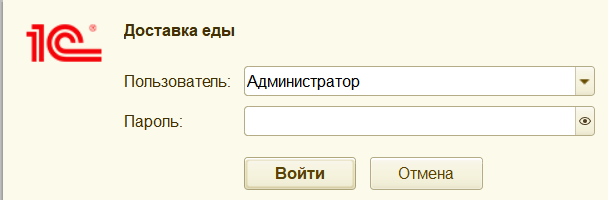 1С®
Доставка еды
Пользователь: Администратор
Пароль:
Войти Отмена